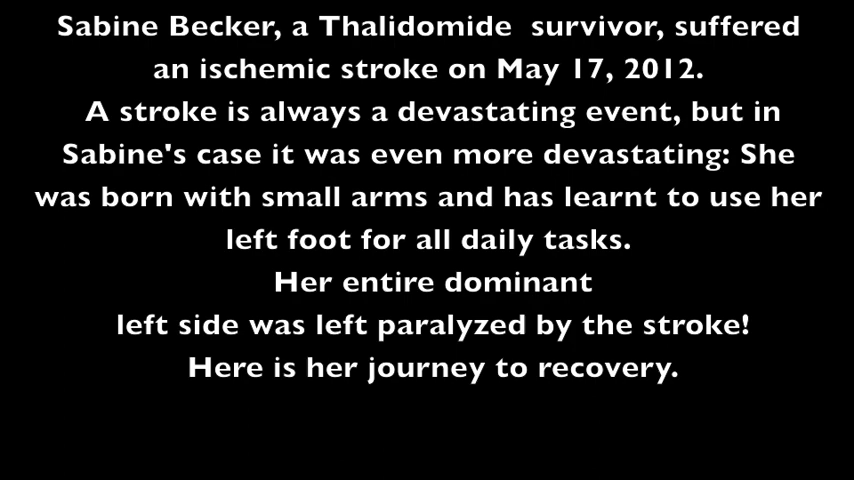 Sabine Becker, a Thalidomide  survivor, suffered
an ischemic stroke on May 17, 2012.
A stroke is always a devastating event, but in
Sabine's case it was even more devastating: She
was born with small arms and has learnt to use her
left foot for all daily tasks.
Her entire dominant
left side was left paralyzed by the stroke!
Here is her journey to recovery.